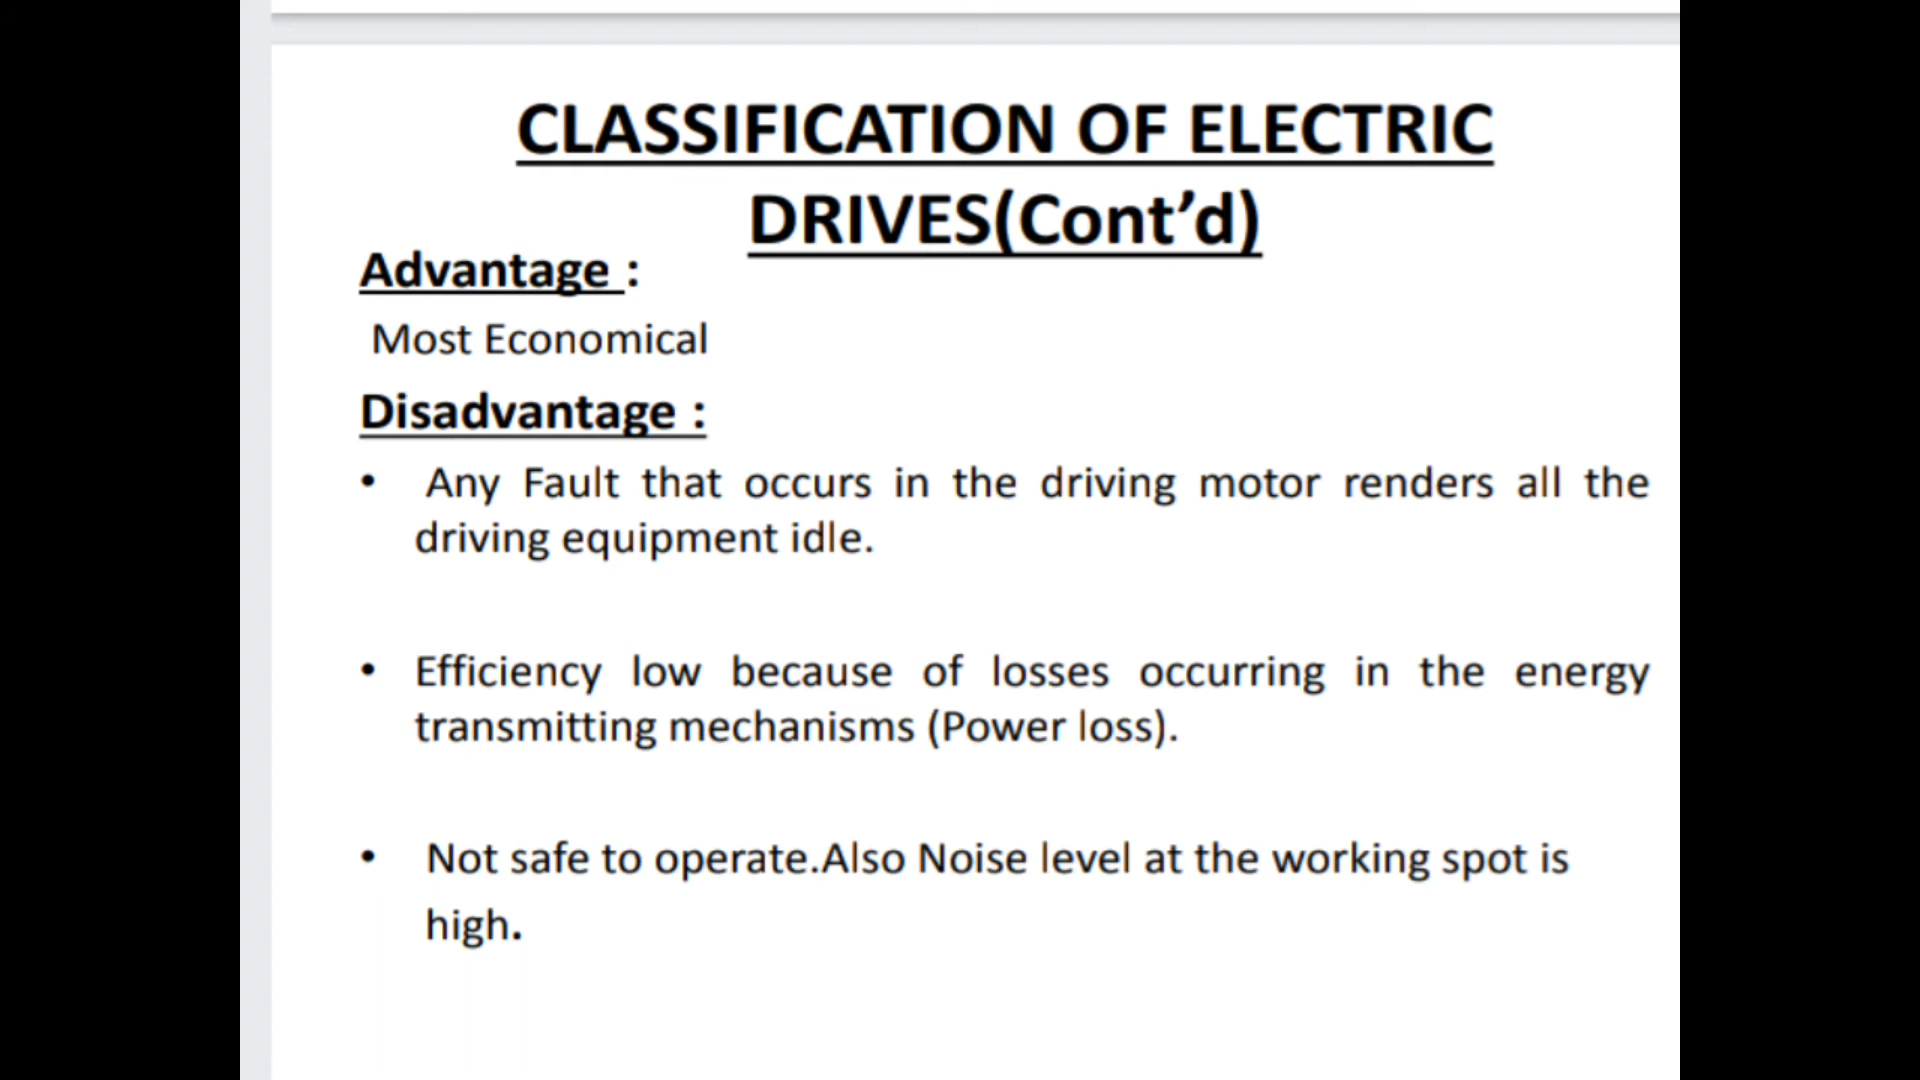 CLASSIFICATION OF ELECTRIC
DRIVES(Cont’d)
Advantage :
Most Economical
Disadvantage :
• Any Fault that occurs in the driving motor renders all the
driving equipment idle.
• Efficiency low because of losses occurring in the energy
transmitting mechanisms (Power loss).
• Not safe to operate.Also Noise level at the working spot is
high.